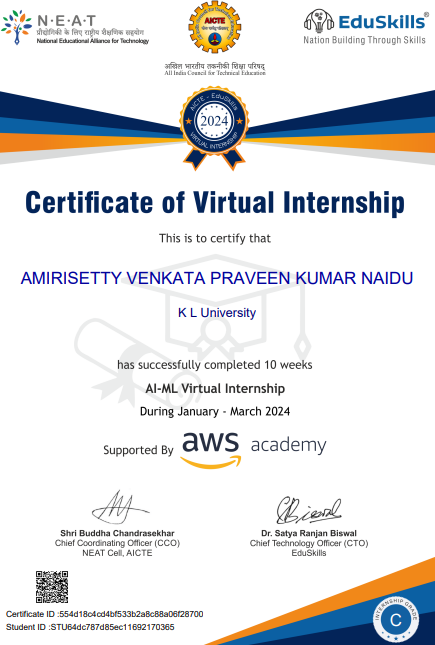 N·E·A·T
प्रौद्योगिकी के लिए राष्ट्रीय शैक्षणिक सहयोग
National Educational Alliance for Technology
AICTE
अखिल भारतीय तकनीकी शिक्षा परिषद्
All India Council for Technical Education
EduSkills®
Nation Building Through Skills
AICTE - EduSkills
2024
VIRTUAL INTERNSHIP
Certificate of Virtual Internship
This is to certify that
AMIRISETTY VENKATA PRAVEEN KUMAR NAIDU
K L University
has successfully completed 10 weeks
AI-ML Virtual Internship
During January - March 2024
Supported By aws academy
Shri Buddha Chandrasekhar
Chief Coordinating Officer (CCO)
NEAT Cell, AICTE
Dr. Satya Ranjan Biswal
Chief Technology Officer (CTO)
EduSkills
Certificate ID :554d18c4cd4bf533b2a8c88a06f28700
Student ID :STU64dc787d85ec11692170365
INTERNSHIP GRADE
C